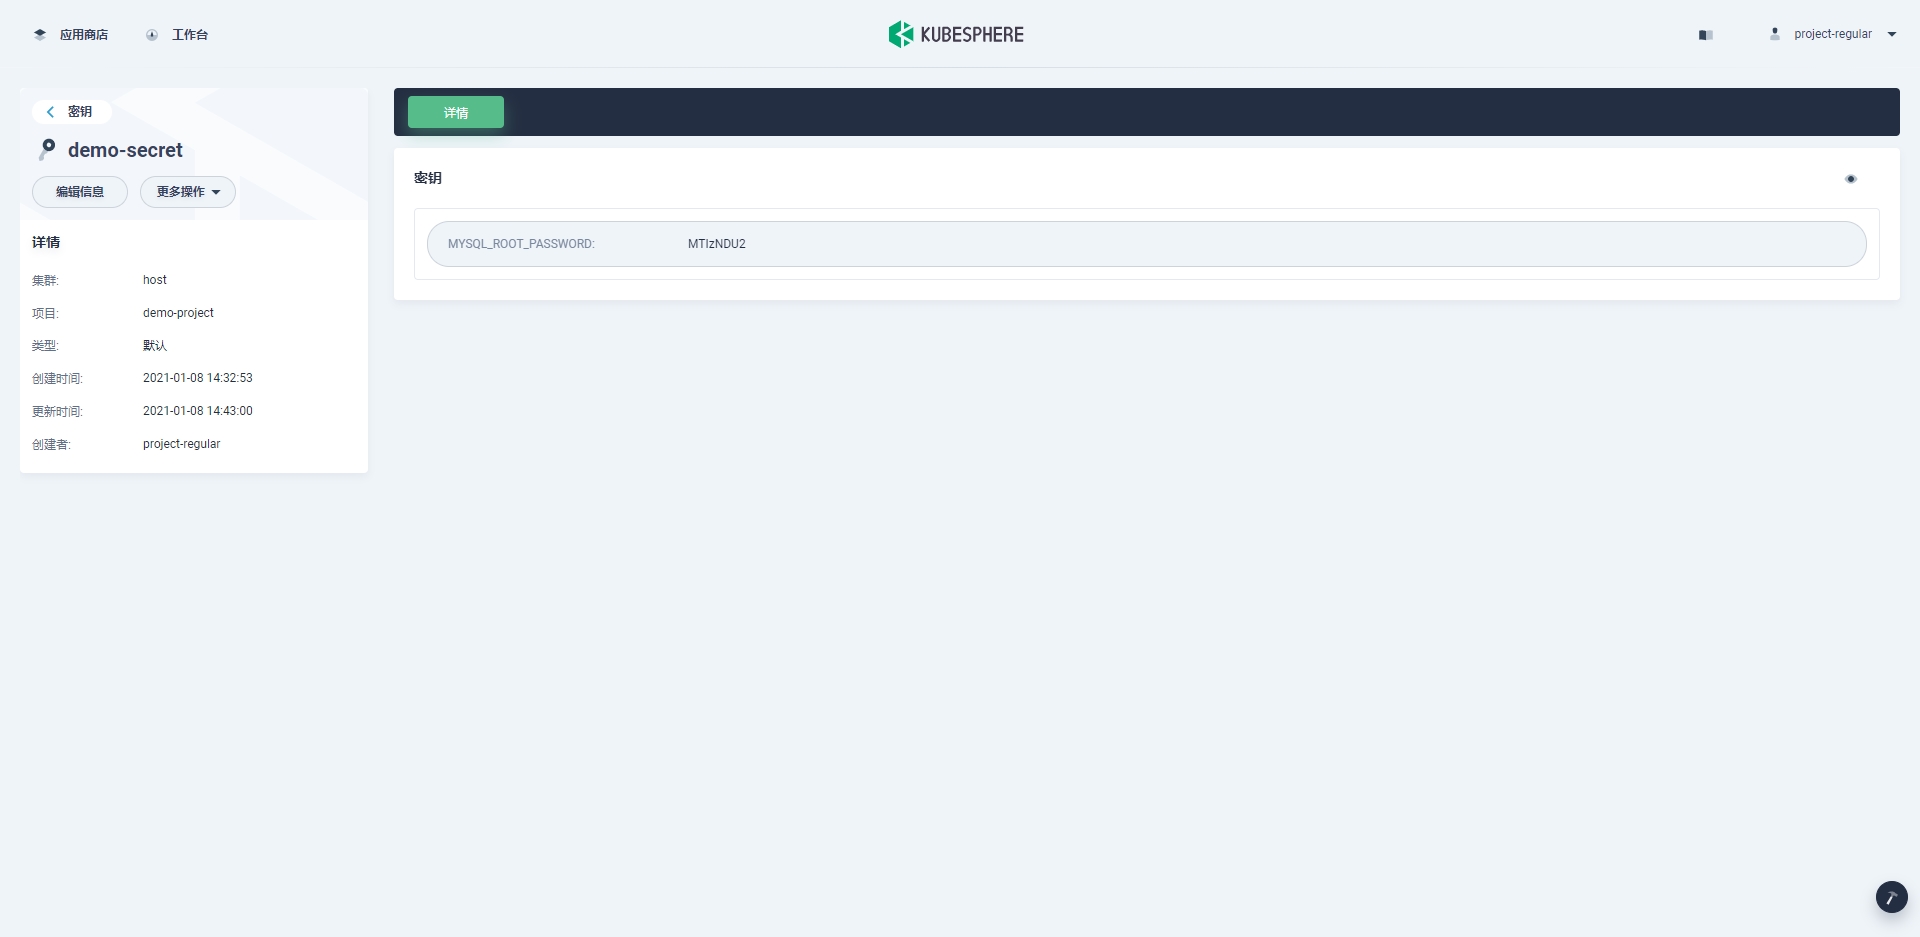 应用商店
工作台
KUBESPHERE
project-regular
密钥
demo-secret
编辑信息
更多操作
详情
集群: host
项目: demo-project
类型: 默认
创建时间: 2021-01-08 14:32:53
更新时间: 2021-01-08 14:43:00
创建者: project-regular
详情
密钥
MYSQL_ROOT_PASSWORD: MTIzNDU2